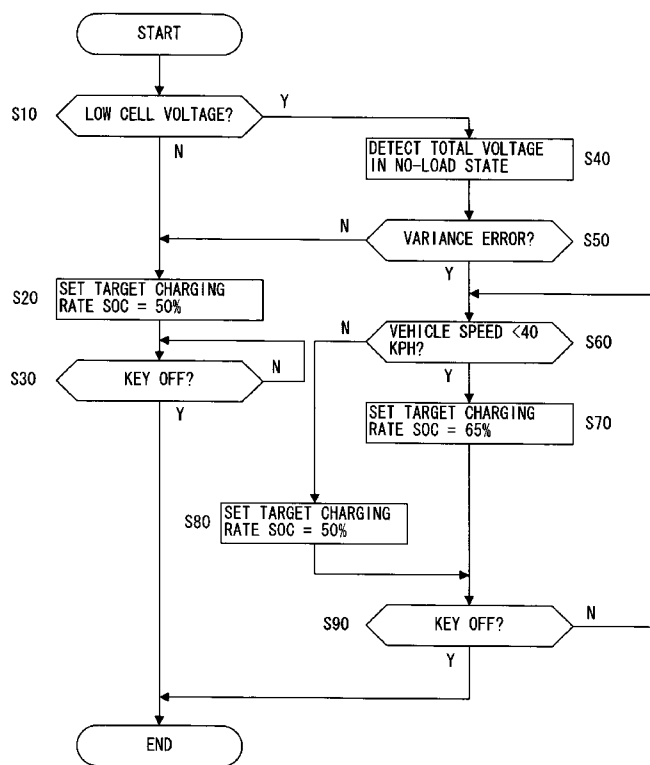 START
S10
LOW CELL VOLTAGE?
Y
N
DETECT TOTAL VOLTAGE
IN NO-LOAD STATE
S40
N
VARIANCE ERROR?
S50
Y
S20
SET TARGET CHARGING
RATE SOC = 50%
N
VEHICLE SPEED <40
KPH?
S60
Y
S30
KEY OFF?
N
Y
SET TARGET CHARGING
RATE SOC = 65%
S70
S80
SET TARGET CHARGING
RATE SOC = 50%
S90
KEY OFF?
N
Y
END